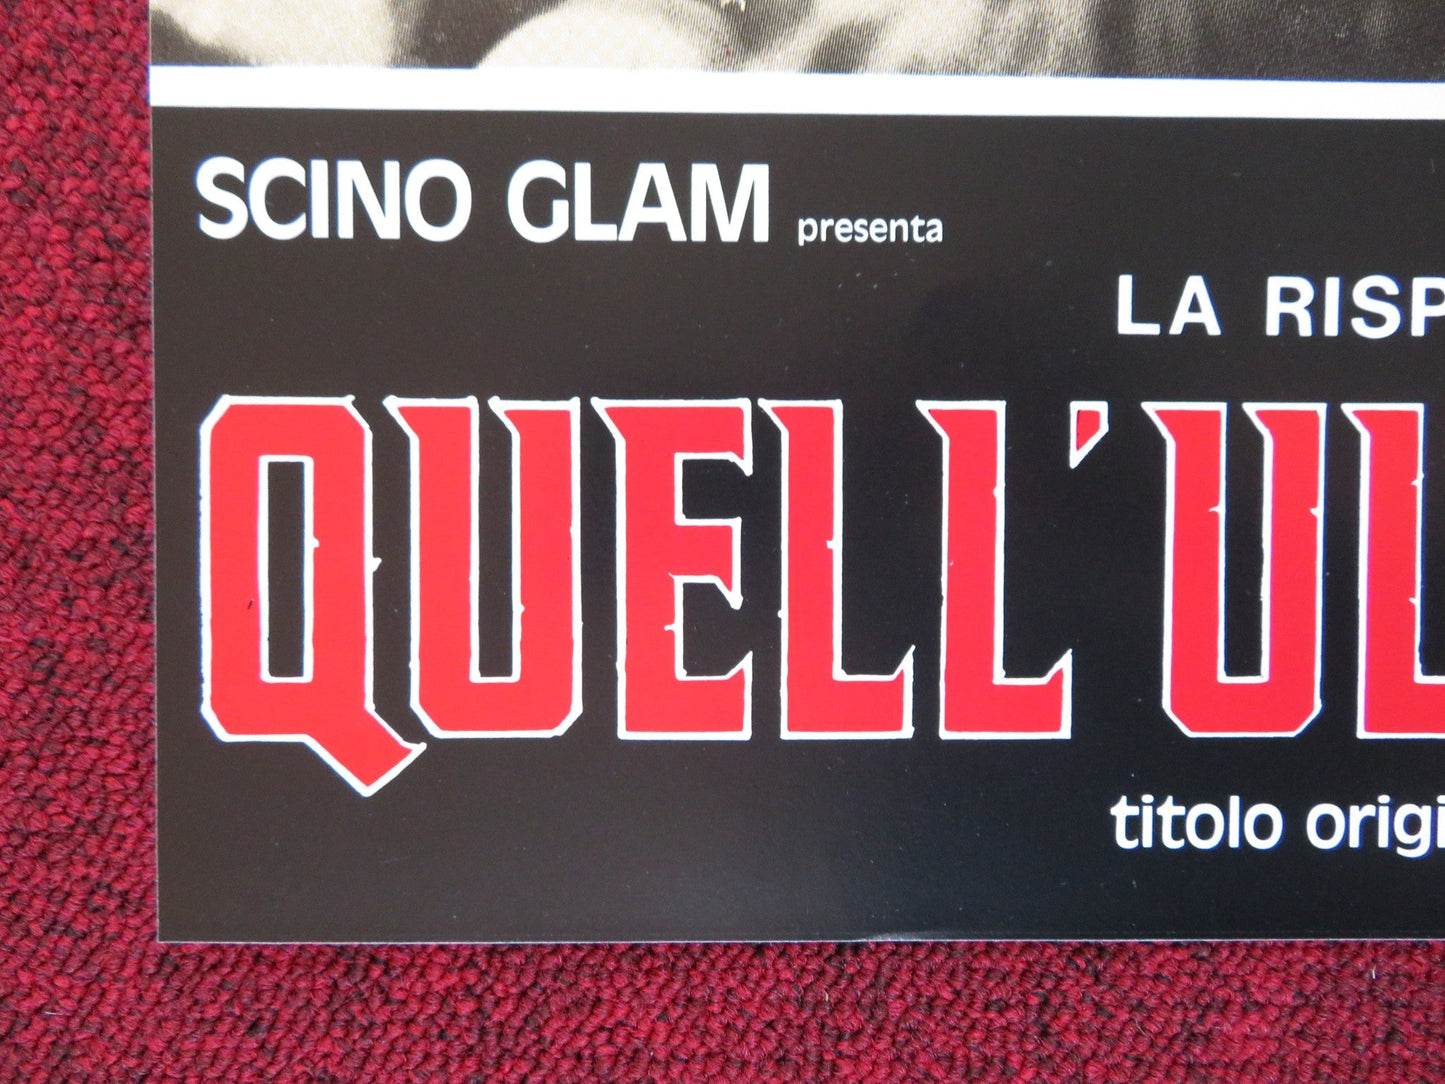 SCINO GLAM presenta
LA RISP
QUELL'UL
titolo origi